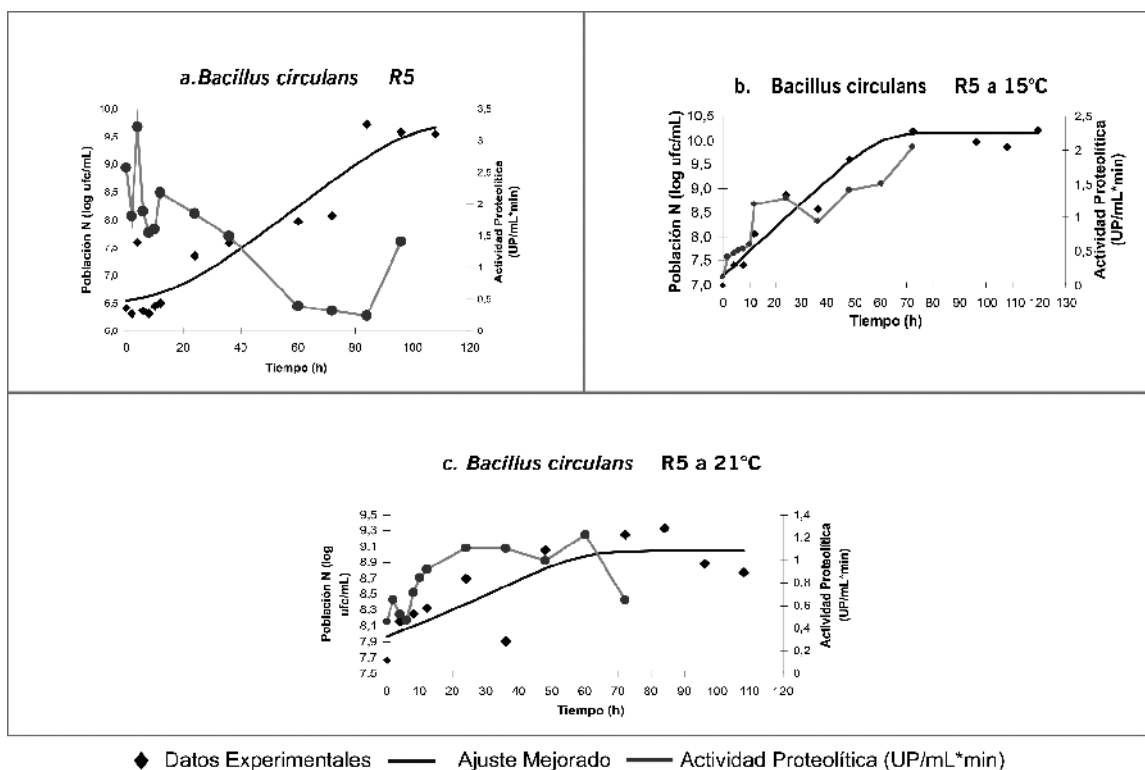 a.Bacillus circulans R5
10,0
9,5
9,0
8,5
8,0
7,5
7,0
6,5
6,0
Población N (log ufc/mL)
3,5
3
2,5
2
1,5
1
0,5
0
Actividad Proteolítica
(UP/mL*min)
0 20 40 60 80 100 120
Tiempo (h)
b. Bacillus circulans R5 a 15°C
10,5
10,0
9,5
9,0
8,5
8,0
7,5
7,0
Población N (log ufc/mL)
2,5
2
1,5
1
0,5
0
Actividad Proteolítica
(UP/mL*min)
0 10 20 30 40 50 60 70 80 90 100 110 120 130
Tiempo (h)
c. Bacillus circulans R5 a 21°C
9,5
9,3
9,1
8,9
8,7
8,5
8,3
8,1
7,9
7,7
7,5
Población N (log
ufc/mL)
1,4
1,2
1
0,8
0,6
0,4
0,2
0
Actividad Proteolítica
(UP/mL*min)
0 10 20 30 40 50 60 70 80 90 100 110 120
Tiempo (h)
Datos Experimentales Ajuste Mejorado Actividad Proteolítica (UP/mL*min)